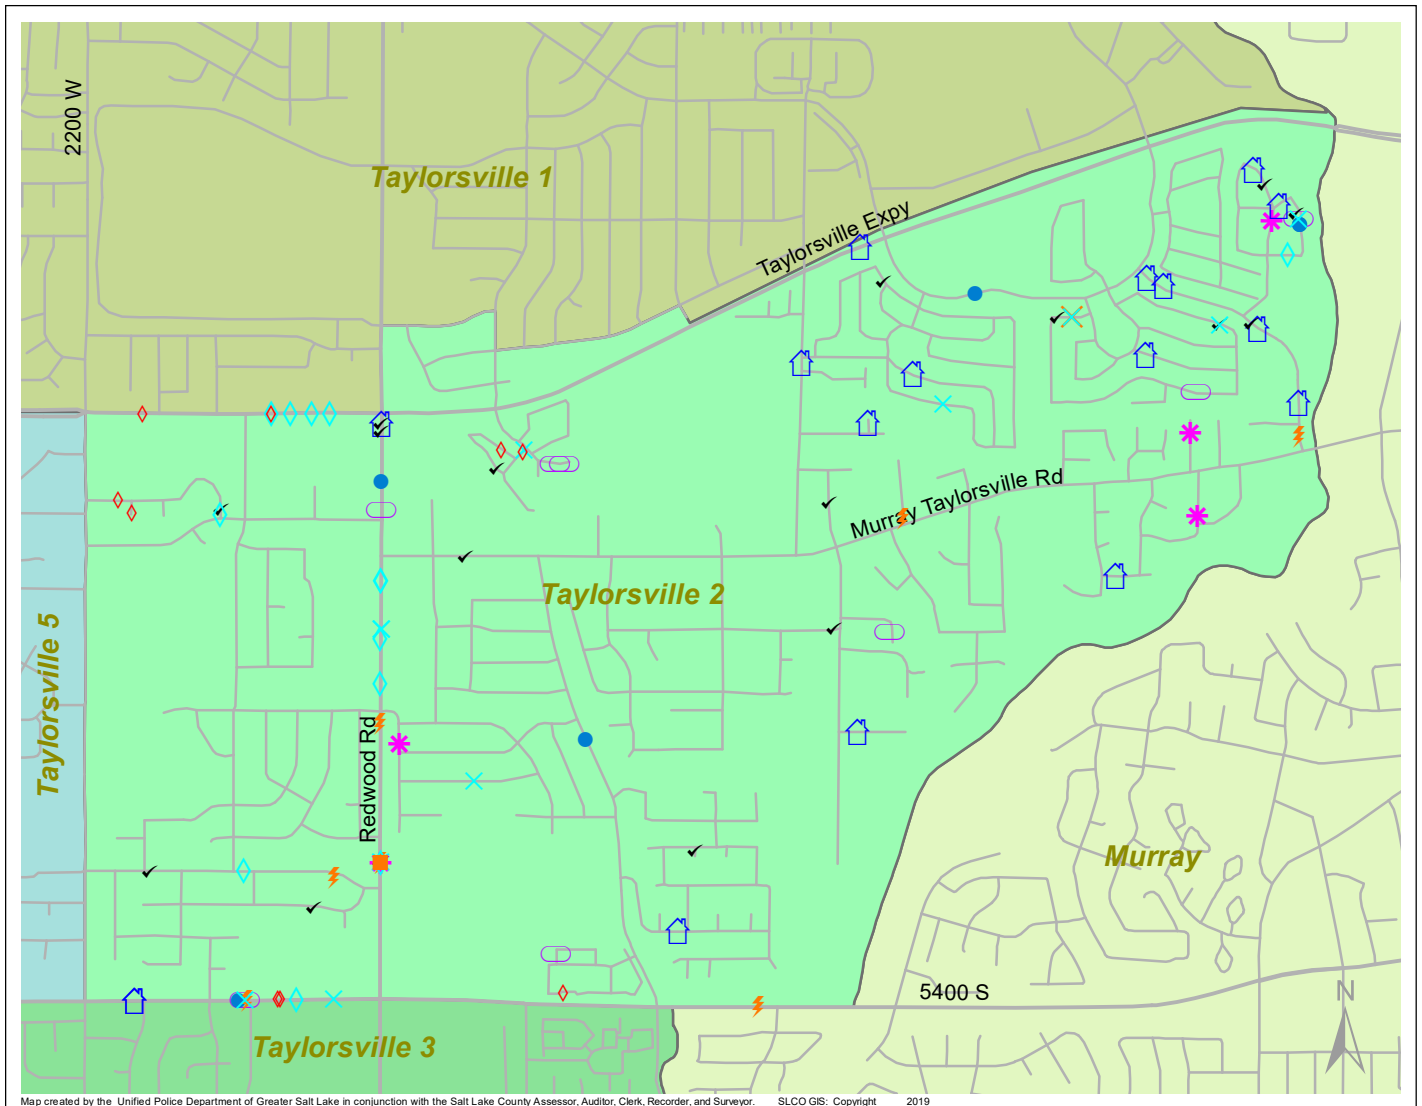 2200 W
Taylorsville 1
Taylorsville Expy
Murray Taylorsville Rd
Taylorsville 2
Taylorsville 5
Redwood Rd
Murray
5400 S
N
Taylorsville 3
Map created by the Unified Police Department of Greater Salt Lake in conjunction with the Salt Lake County Assessor, Auditor, Clerk, Recorder, and Surveyor. SLCO GIS: Copyright 2019